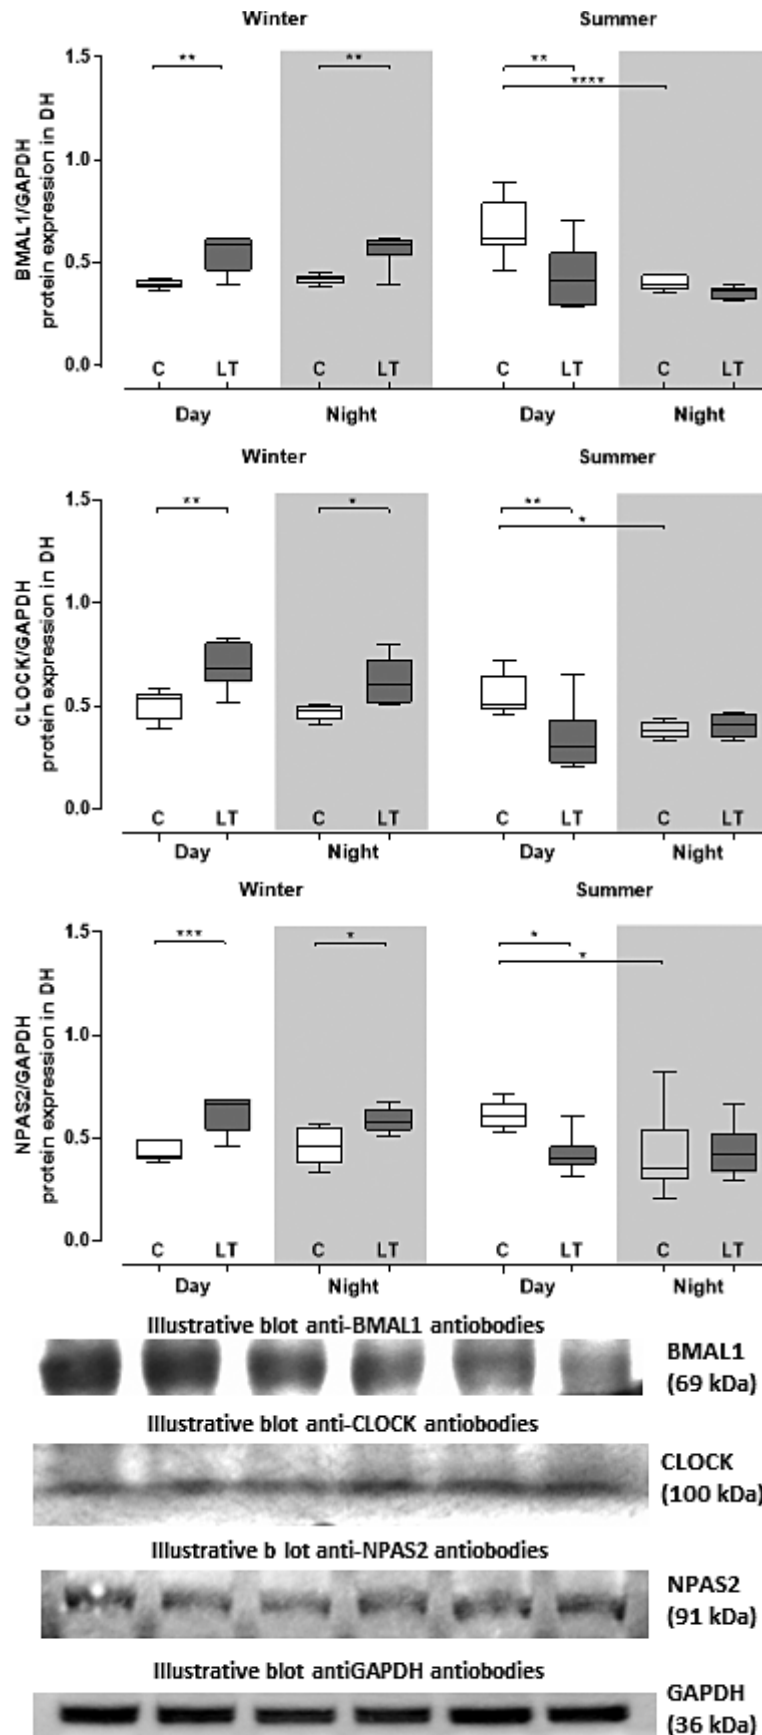 Winter Summer
BMAL1/GAPDH
protein expression in DH
1.5
1.0
0.5
0.0
** ** ** ****
C LT C LT C LT C LT
Day Night Day Night
Winter Summer
CLOCK/GAPDH
protein expression in DH
1.5
1.0
0.5
0.0
** * ** *
C LT C LT C LT C LT
Day Night Day Night
Winter Summer
NPAS2/GAPDH
protein expression in DH
1.5
1.0
0.5
0.0
*** * * *
C LT C LT C LT C LT
Day Night Day Night
Illustrative blot anti-BMAL1 antiobodies
BMAL1
(69 kDa)
Illustrative blot anti-CLOCK antiobodies
CLOCK
(100 kDa)
Illustrative b lot anti-NPAS2 antiobodies
NPAS2
(91 kDa)
Illustrative blot antiGAPDH antiobodies
GAPDH
(36 kDa)